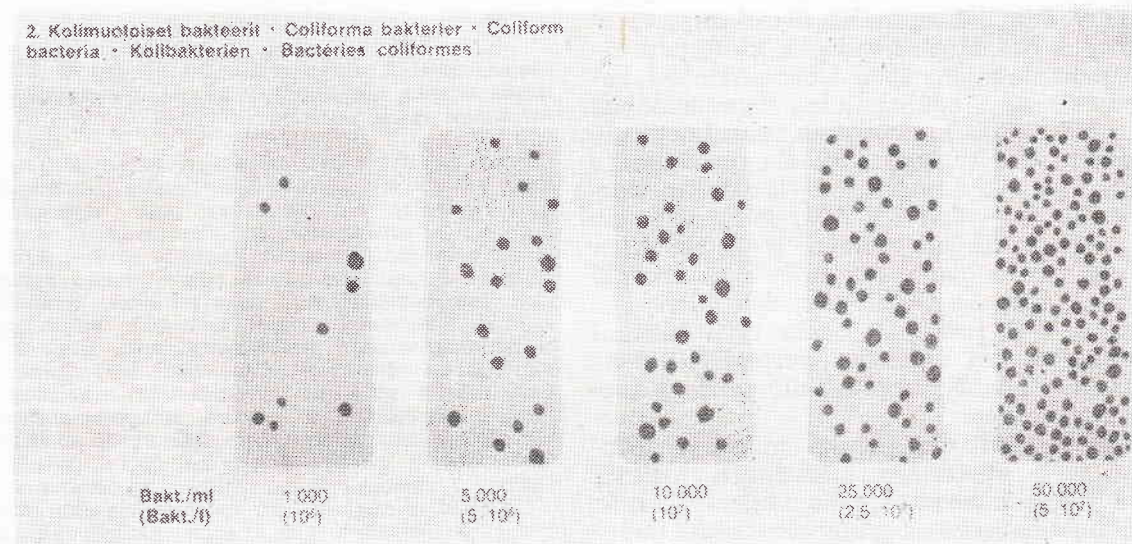 2. Kolimuotoiset bakteerit · Coliforma bakterier · Coliform
bacteria · Kolibakterien · Bactéries coliformes
Bakt./ml 1 000 5 000 10 000 25 000 50 000
(Bakt./l) (10⁶) (5·10⁶) (10⁷) (2.5·10⁷) (5·10⁷)